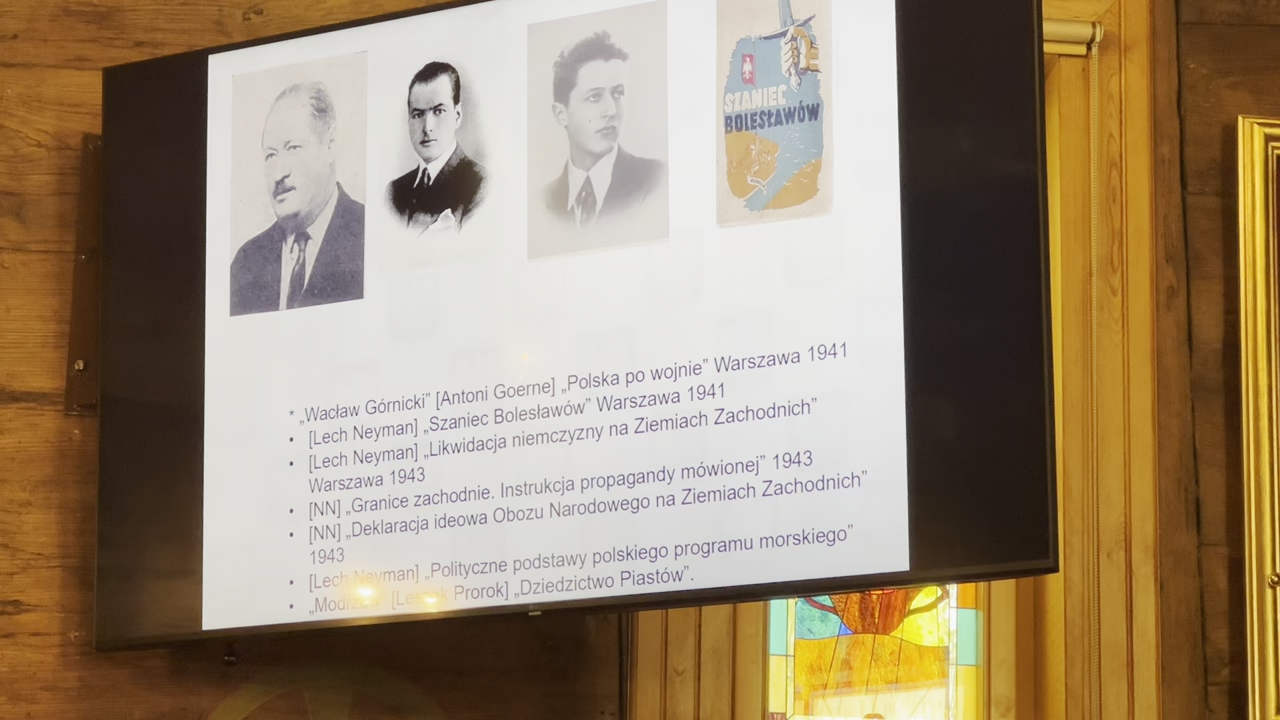 SZANIEC
BOLESŁAWÓW
* „Wacław Górnicki” [Antoni Goerne] „Polska po wojnie” Warszawa 1941
• [Lech Neyman] „Szaniec Bolesławów” Warszawa 1941
• [Lech Neyman] „Likwidacja niemczyzny na Ziemiach Zachodnich”
Warszawa 1943
• [NN] „Granice zachodnie. Instrukcja propagandy mówionej” 1943
• [NN] „Deklaracja ideowa Obozu Narodowego na Ziemiach Zachodnich”
1943
• [Lech Neyman] „Polityczne podstawy polskiego programu morskiego”
• Prorok] „Dziedzictwo Piastów”.